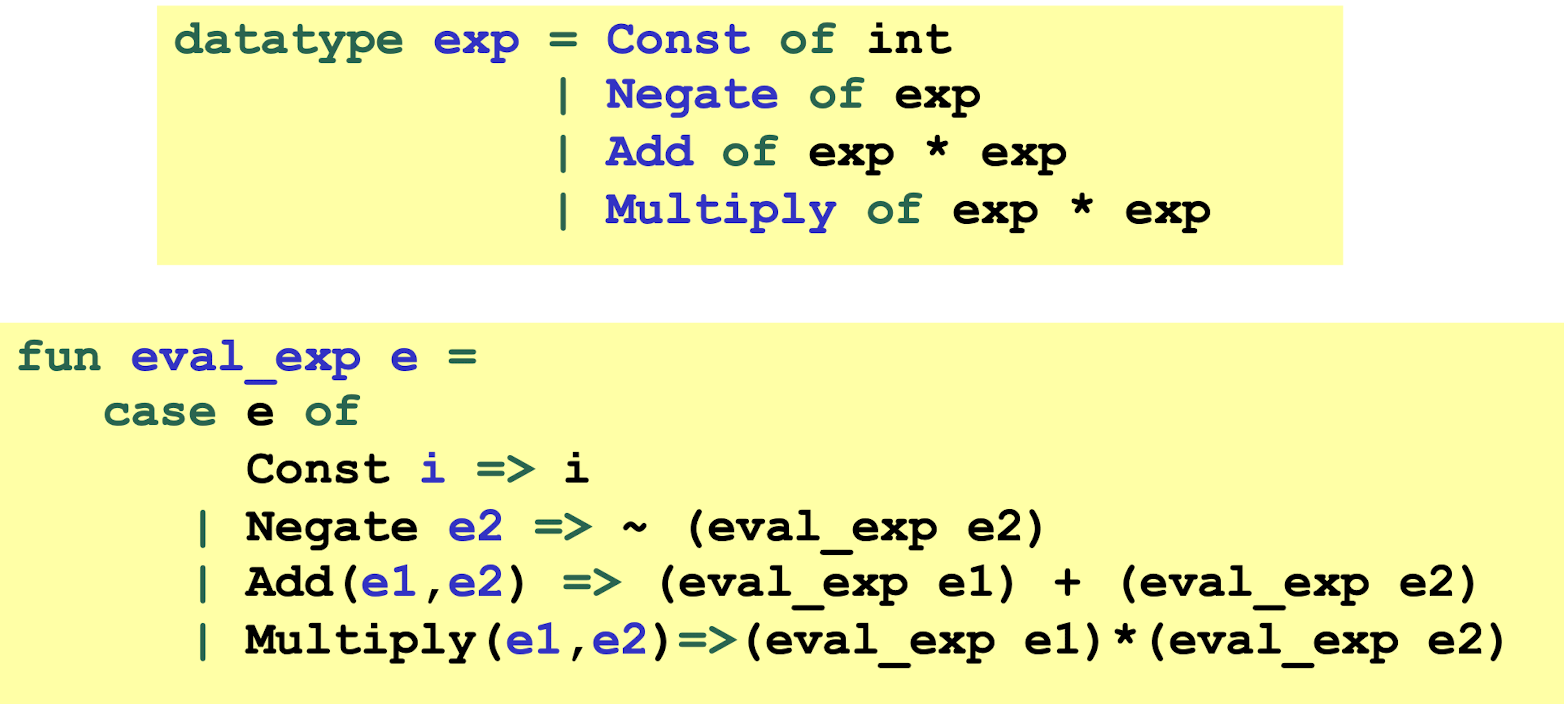 datatype exp = Const of int
| Negate of exp
| Add of exp * exp
| Multiply of exp * exp
fun eval_exp e =
case e of
Const i => i
| Negate e2 => ~ (eval_exp e2)
| Add(e1,e2) => (eval_exp e1) + (eval_exp e2)
| Multiply(e1,e2)=>(eval_exp e1)*(eval_exp e2)